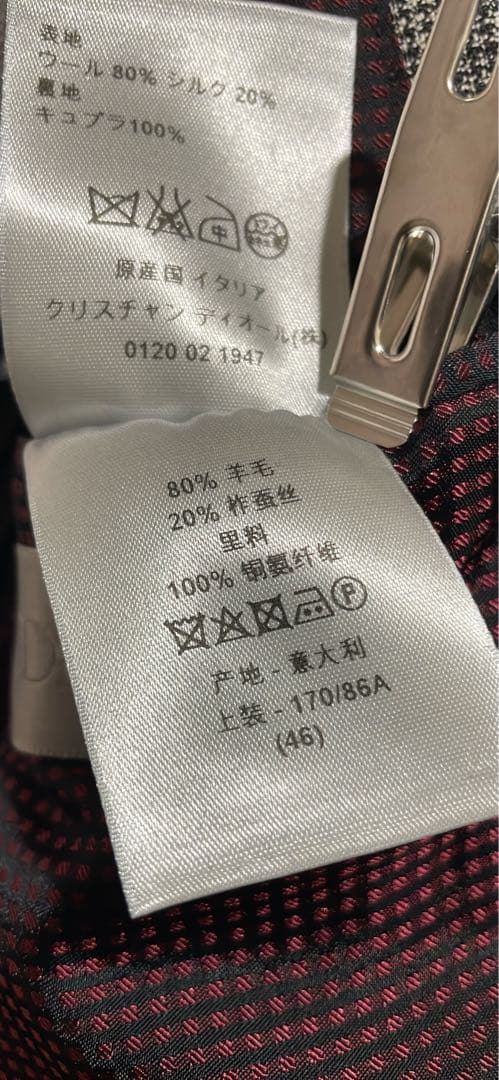 表地
ウール 80% シルク 20%
裏地
キュプラ100%
中
原産国 イタリア
クリスチャン ディオール(株)
0120 02 1947
80% 羊毛
20% 柞蚕丝
里料
100% 铜氨纤维
P
产地 - 意大利
上装 - 170/86A
(46)
D